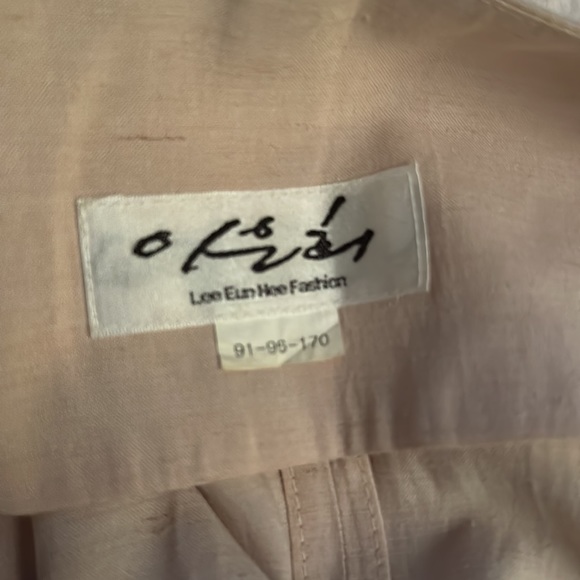 이은희
Lee Eun Hee Fashion
91-96-170